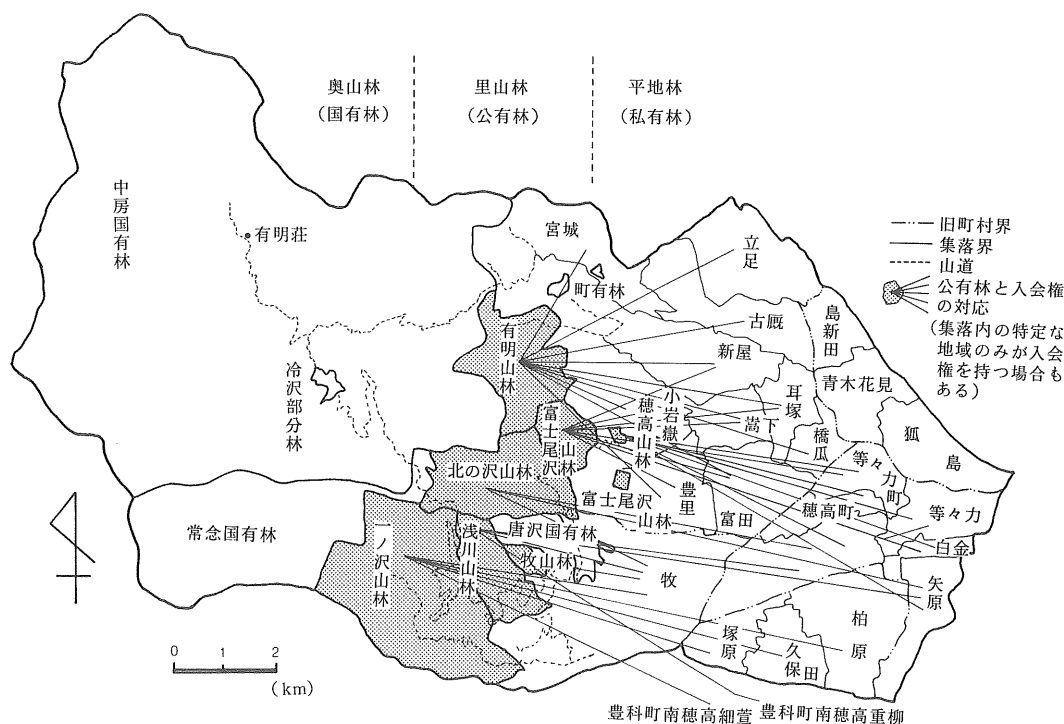 奥山林
(国有林)
里山林
(公有林)
平地林
(私有林)
中房国有林
有明荘
宮城
町有林
立足
旧町村界
集落界
山道
公有林と入会権
の対応
(集落内の特定な
地域のみが入会
権を持つ場合も
ある)
島新田
古厩
新屋
有明山林
冷沢部分林
青木花見
耳塚
小岩嶽
穂高山林
嵩下
橋爪
狐島
富士尾沢山林
北の沢山林
等々力町
豊里
富士尾沢
山林
富田
穂高町
等々力
白金
常念国有林
一ノ沢山林
浅川山林
唐沢国有林
牧山林
牧
矢原
柏原
塚原
久保田
0 1 2
(km)
豊科町南穂高細萱
豊科町南穂高重柳